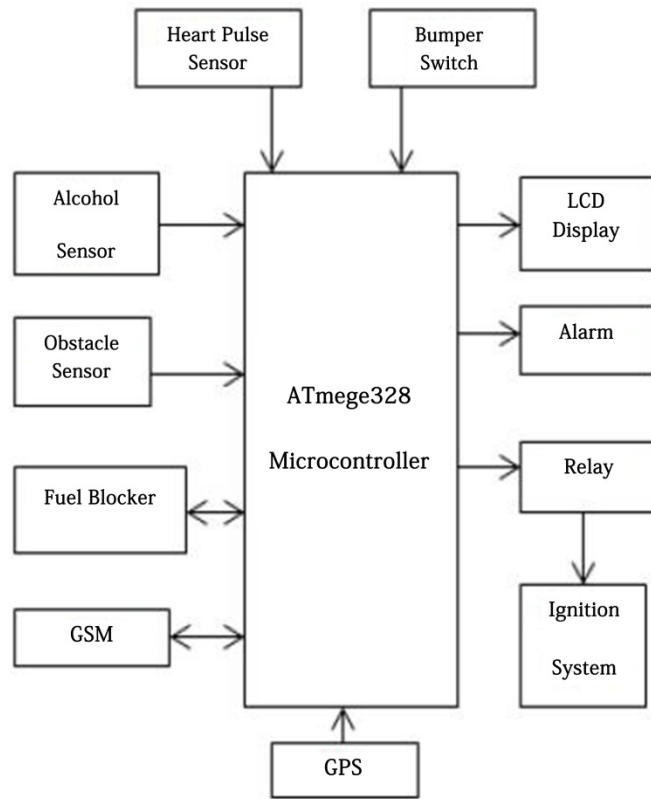 Heart Pulse
Sensor
Bumper
Switch
Alcohol
Sensor
LCD
Display
Obstacle
Sensor
Alarm
ATmege328
Microcontroller
Fuel Blocker
Relay
GSM
Ignition
System
GPS